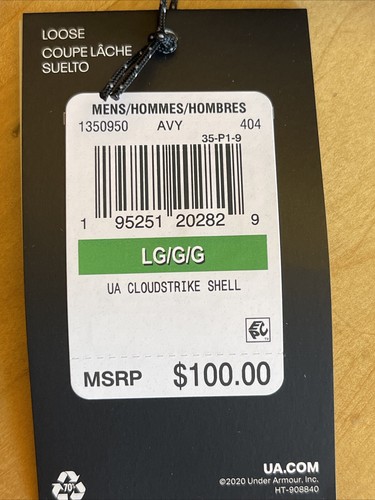 LOOSE
COUPE LÂCHE
SUELTO
MENS/HOMMES/HOMBRES
1350950 AVY 404
35-P1-9
1 95251 20282 9
LG/G/G
UA CLOUDSTRIKE SHELL
MSRP $100.00
70%
UA.COM
©2020 Under Armour, Inc.
HT-908840